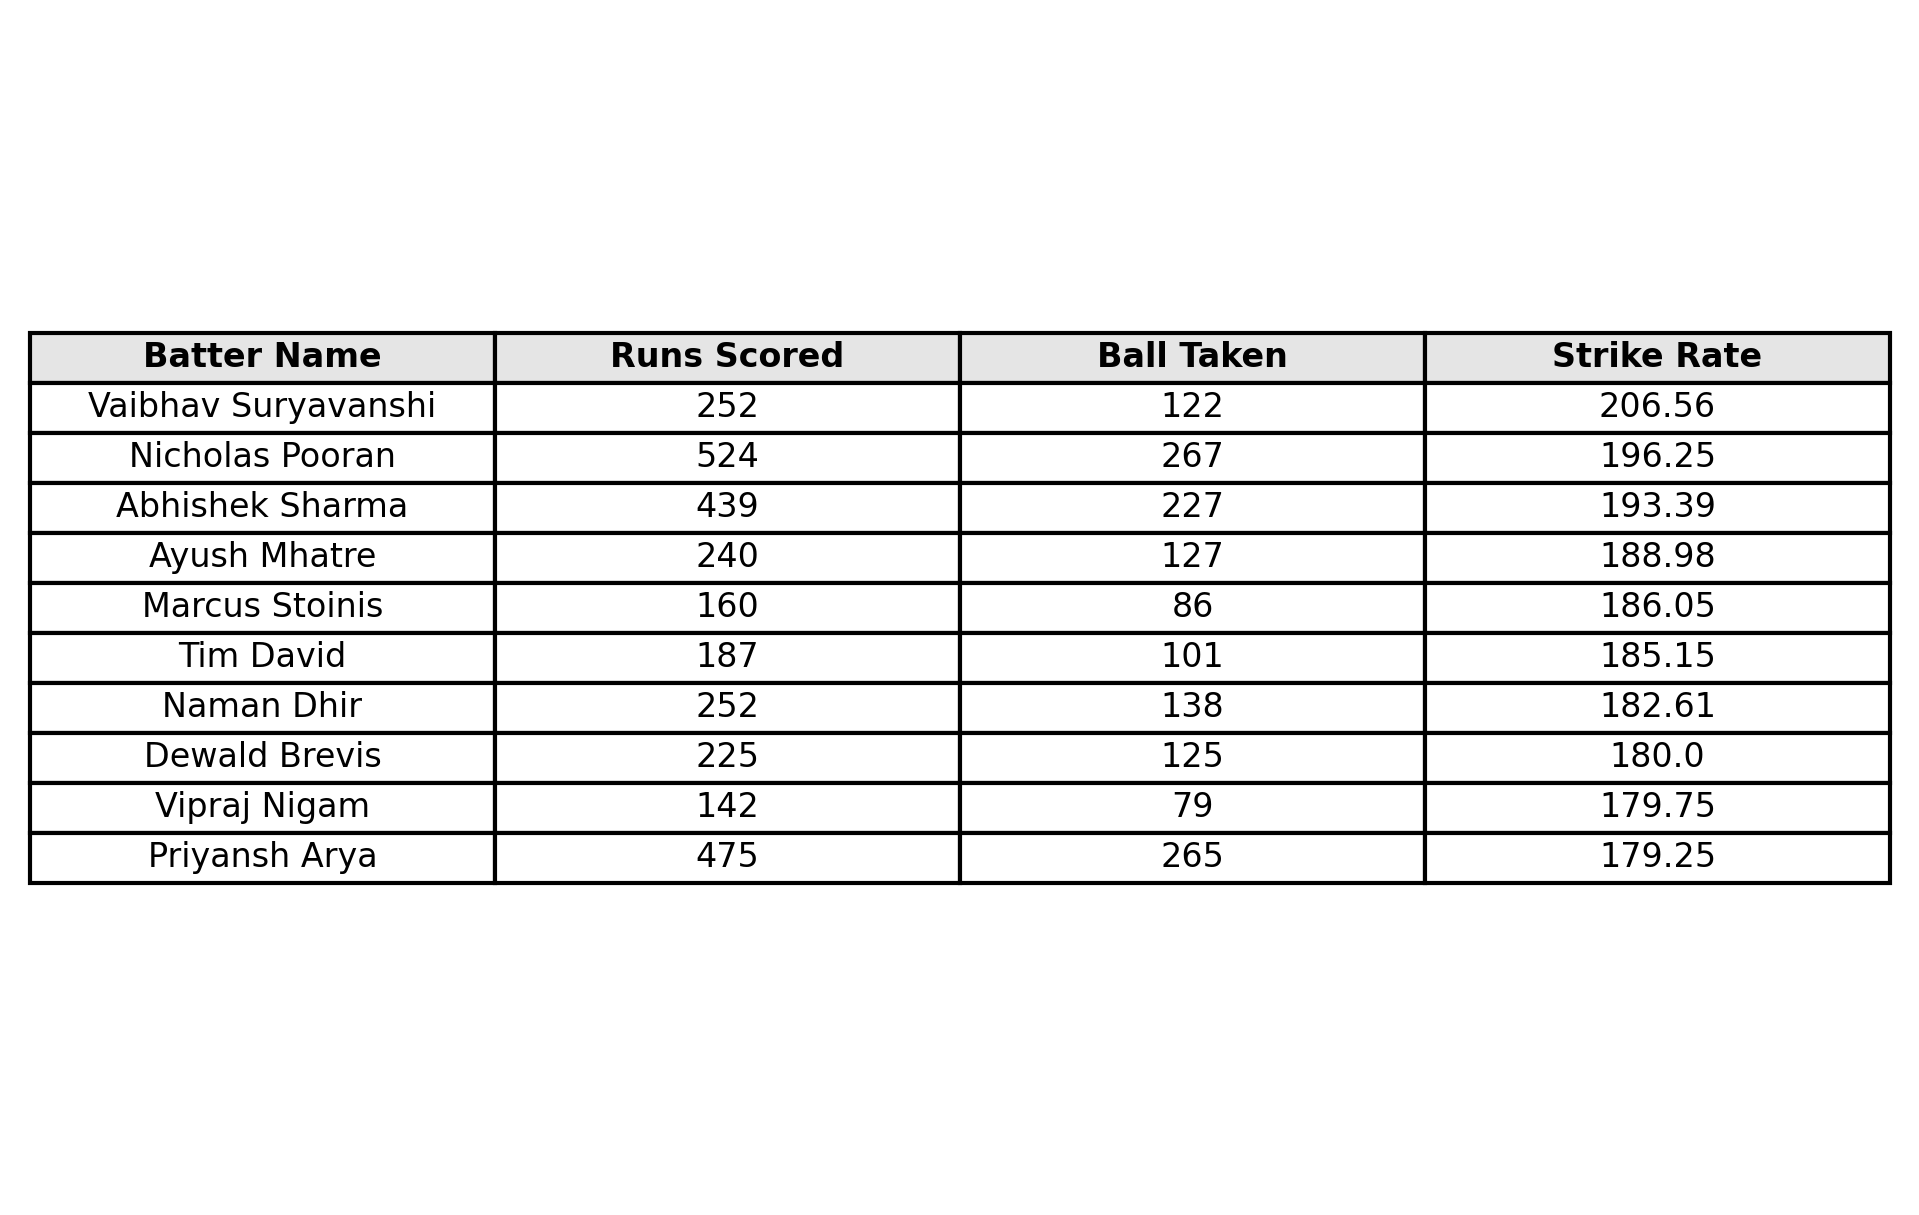 Batter Name Runs Scored Ball Taken Strike Rate
Vaibhav Suryavanshi 252 122 206.56
Nicholas Pooran 524 267 196.25
Abhishek Sharma 439 227 193.39
Ayush Mhatre 240 127 188.98
Marcus Stoinis 160 86 186.05
Tim David 187 101 185.15
Naman Dhir 252 138 182.61
Dewald Brevis 225 125 180.0
Vipraj Nigam 142 79 179.75
Priyansh Arya 475 265 179.25